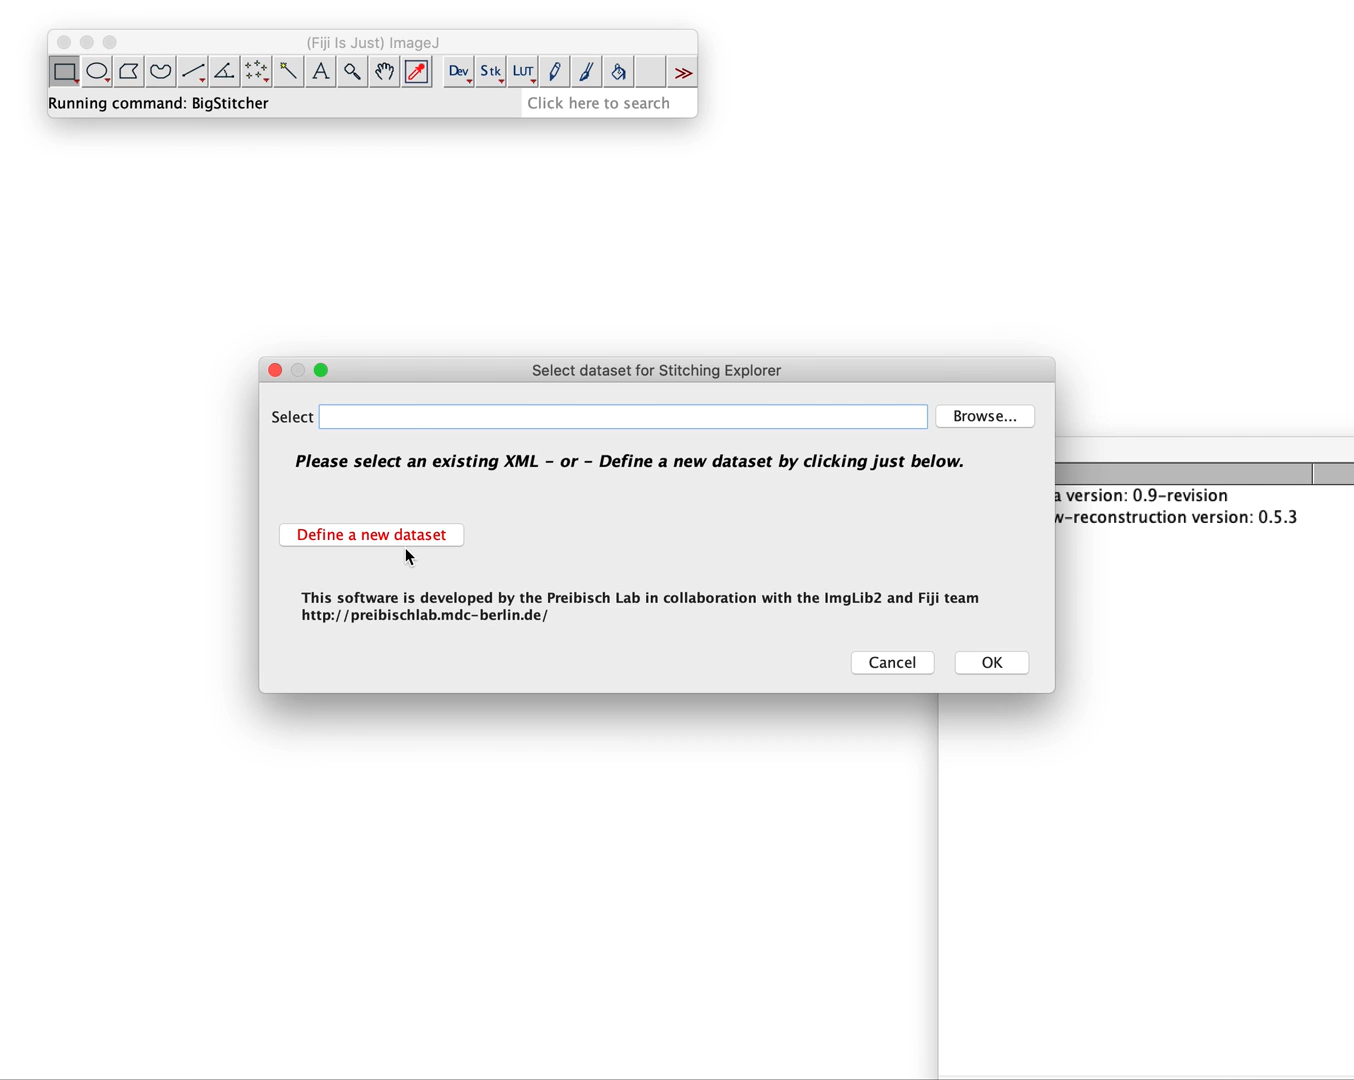 (Fiji Is Just) ImageJ
A Dev Stk LUT ≫
Running command: BigStitcher Click here to search
Select dataset for Stitching Explorer
Select Browse...
Please select an existing XML – or – Define a new dataset by clicking just below.
a version: 0.9-revision
w-reconstruction version: 0.5.3
Define a new dataset
This software is developed by the Preibisch Lab in collaboration with the ImgLib2 and Fiji team
http://preibischlab.mdc-berlin.de/
Cancel OK